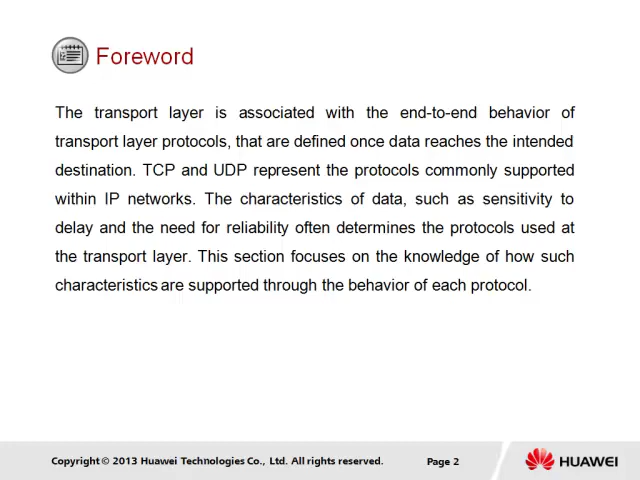 Foreword
The transport layer is associated with the end-to-end behavior of
transport layer protocols, that are defined once data reaches the intended
destination. TCP and UDP represent the protocols commonly supported
within IP networks. The characteristics of data, such as sensitivity to
delay and the need for reliability often determines the protocols used at
the transport layer. This section focuses on the knowledge of how such
characteristics are supported through the behavior of each protocol.
Copyright © 2013 Huawei Technologies Co., Ltd. All rights reserved.
Page 2
HUAWEI